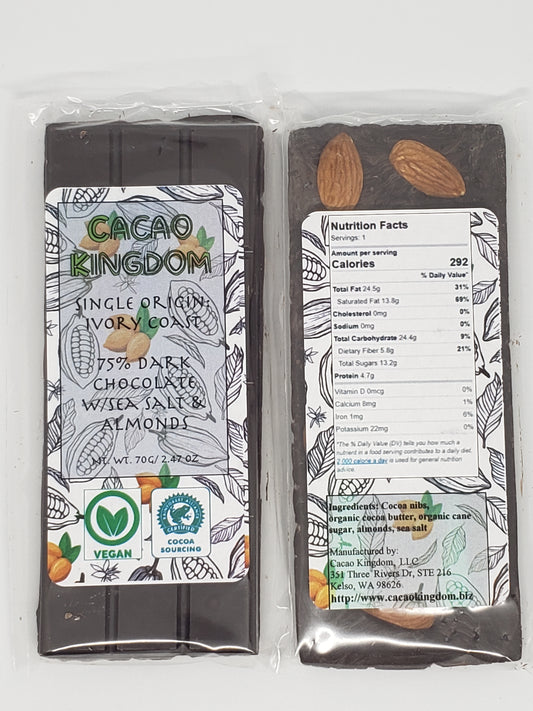 CACAO
KINGDOM
SINGLE ORIGIN:
IVORY COAST
75% DARK
CHOCOLATE
W/SEA SALT &
ALMONDS
NT. WT. 70G/ 2.47 OZ
VEGAN
CERTIFIED
COCOA
SOURCING
Nutrition Facts
Servings: 1
Amount per serving
Calories 292
% Daily Value*
Total Fat 24.5g 31%
Saturated Fat 13.8g 69%
Cholesterol 0mg 0%
Sodium 0mg 0%
Total Carbohydrate 24.4g 9%
Dietary Fiber 5.8g 21%
Total Sugars 13.2g
Protein 4.7g
Vitamin D 0mcg 0%
Calcium 8mg 1%
Iron 1mg 6%
Potassium 22mg 0%
*The % Daily Value (DV) tells you how much a
nutrient in a food serving contributes to a daily diet.
2,000 calorie a day is used for general nutrition
advice.
Ingredients: Cocoa nibs,
organic cocoa butter, organic cane
sugar, almonds, sea salt
Manufactured by:
Cacao Kingdom, LLC
351 Three Rivers Dr, STE 216
Kelso, WA 98626
http://www.cacaokingdom.biz